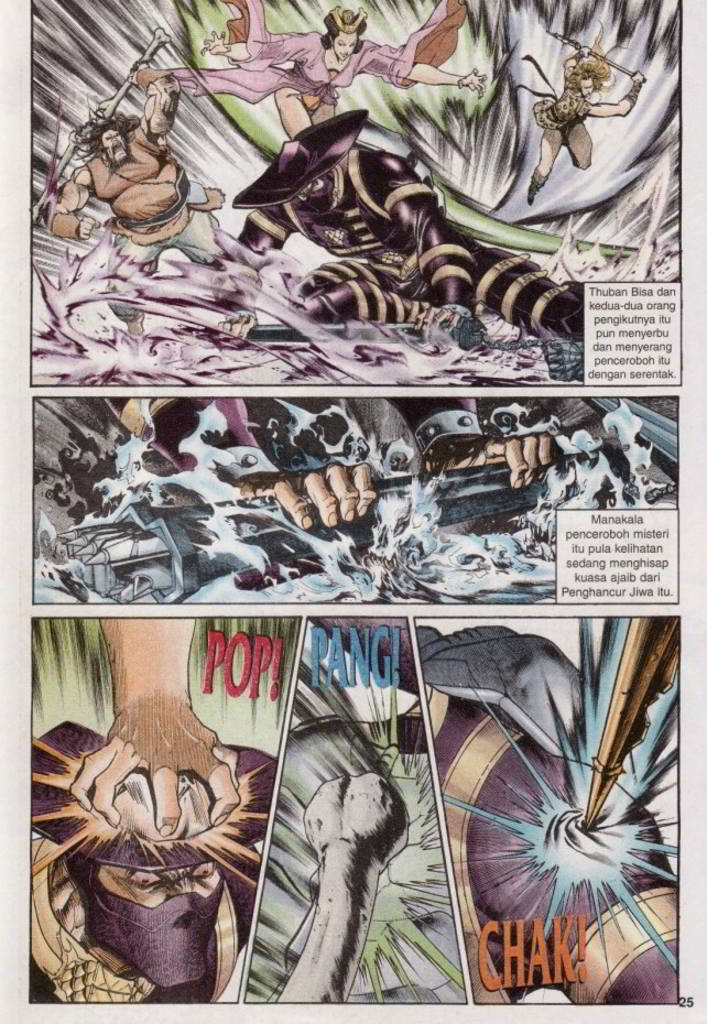 Thuban Bisa dan
kedua-dua orang
pengikutnya itu
pun menyerbu
dan menyerang
penceroboh itu
dengan serentak.
Manakala
penceroboh misteri
itu pula kelihatan
sedang menghisap
kuasa ajaib dari
Penghancur Jiwa itu.
POP!
PANG!
CHAK!
25